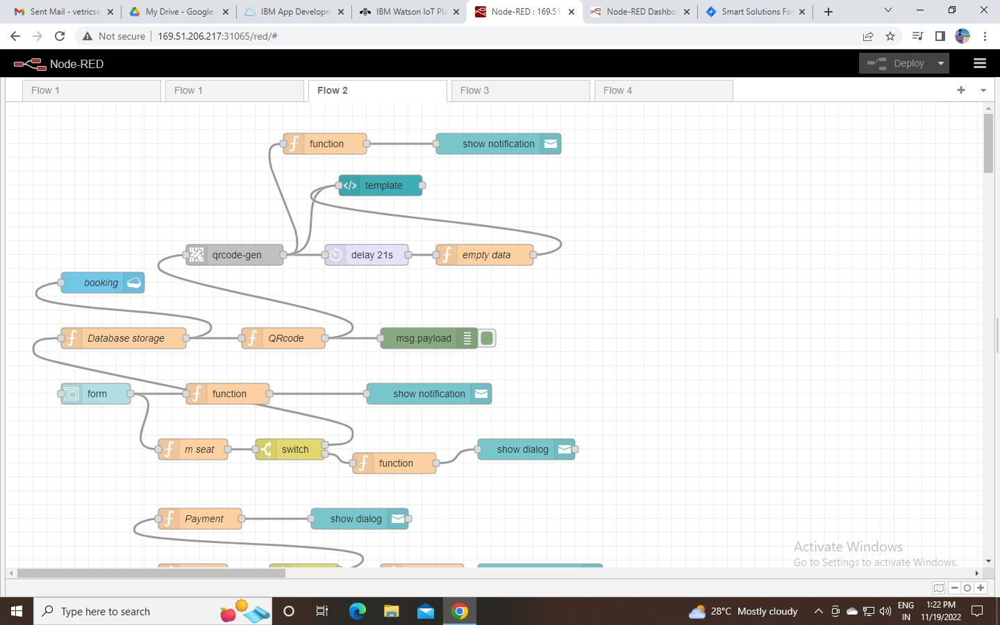 Sent Mail - vetricse
My Drive - Google
IBM App Developm
IBM Watson IoT Pla
Node-RED : 169.51
Node-RED Dashbo
Smart Solutions Fo
Not secure
169.51.206.217:31065/red/#
Node-RED
Deploy
Flow 1
Flow 1
Flow 2
Flow 3
Flow 4
function
show notification
template
qrcode-gen
delay 21s
empty data
booking
Database storage
QRcode
msg.payload
form
function
show notification
m seat
switch
function
show dialog
Payment
show dialog
Activate Windows
Go to Settings to activate Windows.
Type here to search
28°C Mostly cloudy
ENG
IN
1:22 PM
11/19/2022